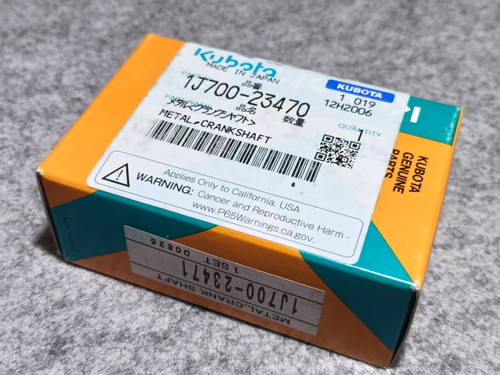 Kubota
MADE IN JAPAN
品番
1J700-23470
品名
数量
メタル(クランクシャフト)
METAL,CRANKSHAFT
KUBOTA
1 019
12H2006
QUANTITY
1
Applies Only to California, USA
WARNING: Cancer and Reproductive Harm -
www.P65Warnings.ca.gov.
KUBOTA
GENUINE
PARTS
METAL,CRANK SHAFT
1J700-23471
1 SET DOE25